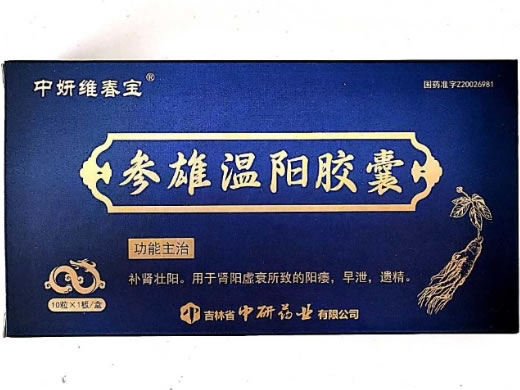 中妍维春宝®
国药准字Z20026981
参雄温阳胶囊
功能主治
补肾壮阳。用于肾阳虚衰所致的阳痿，早泄，遗精。
10粒×1板/盒
吉林省中研药业有限公司